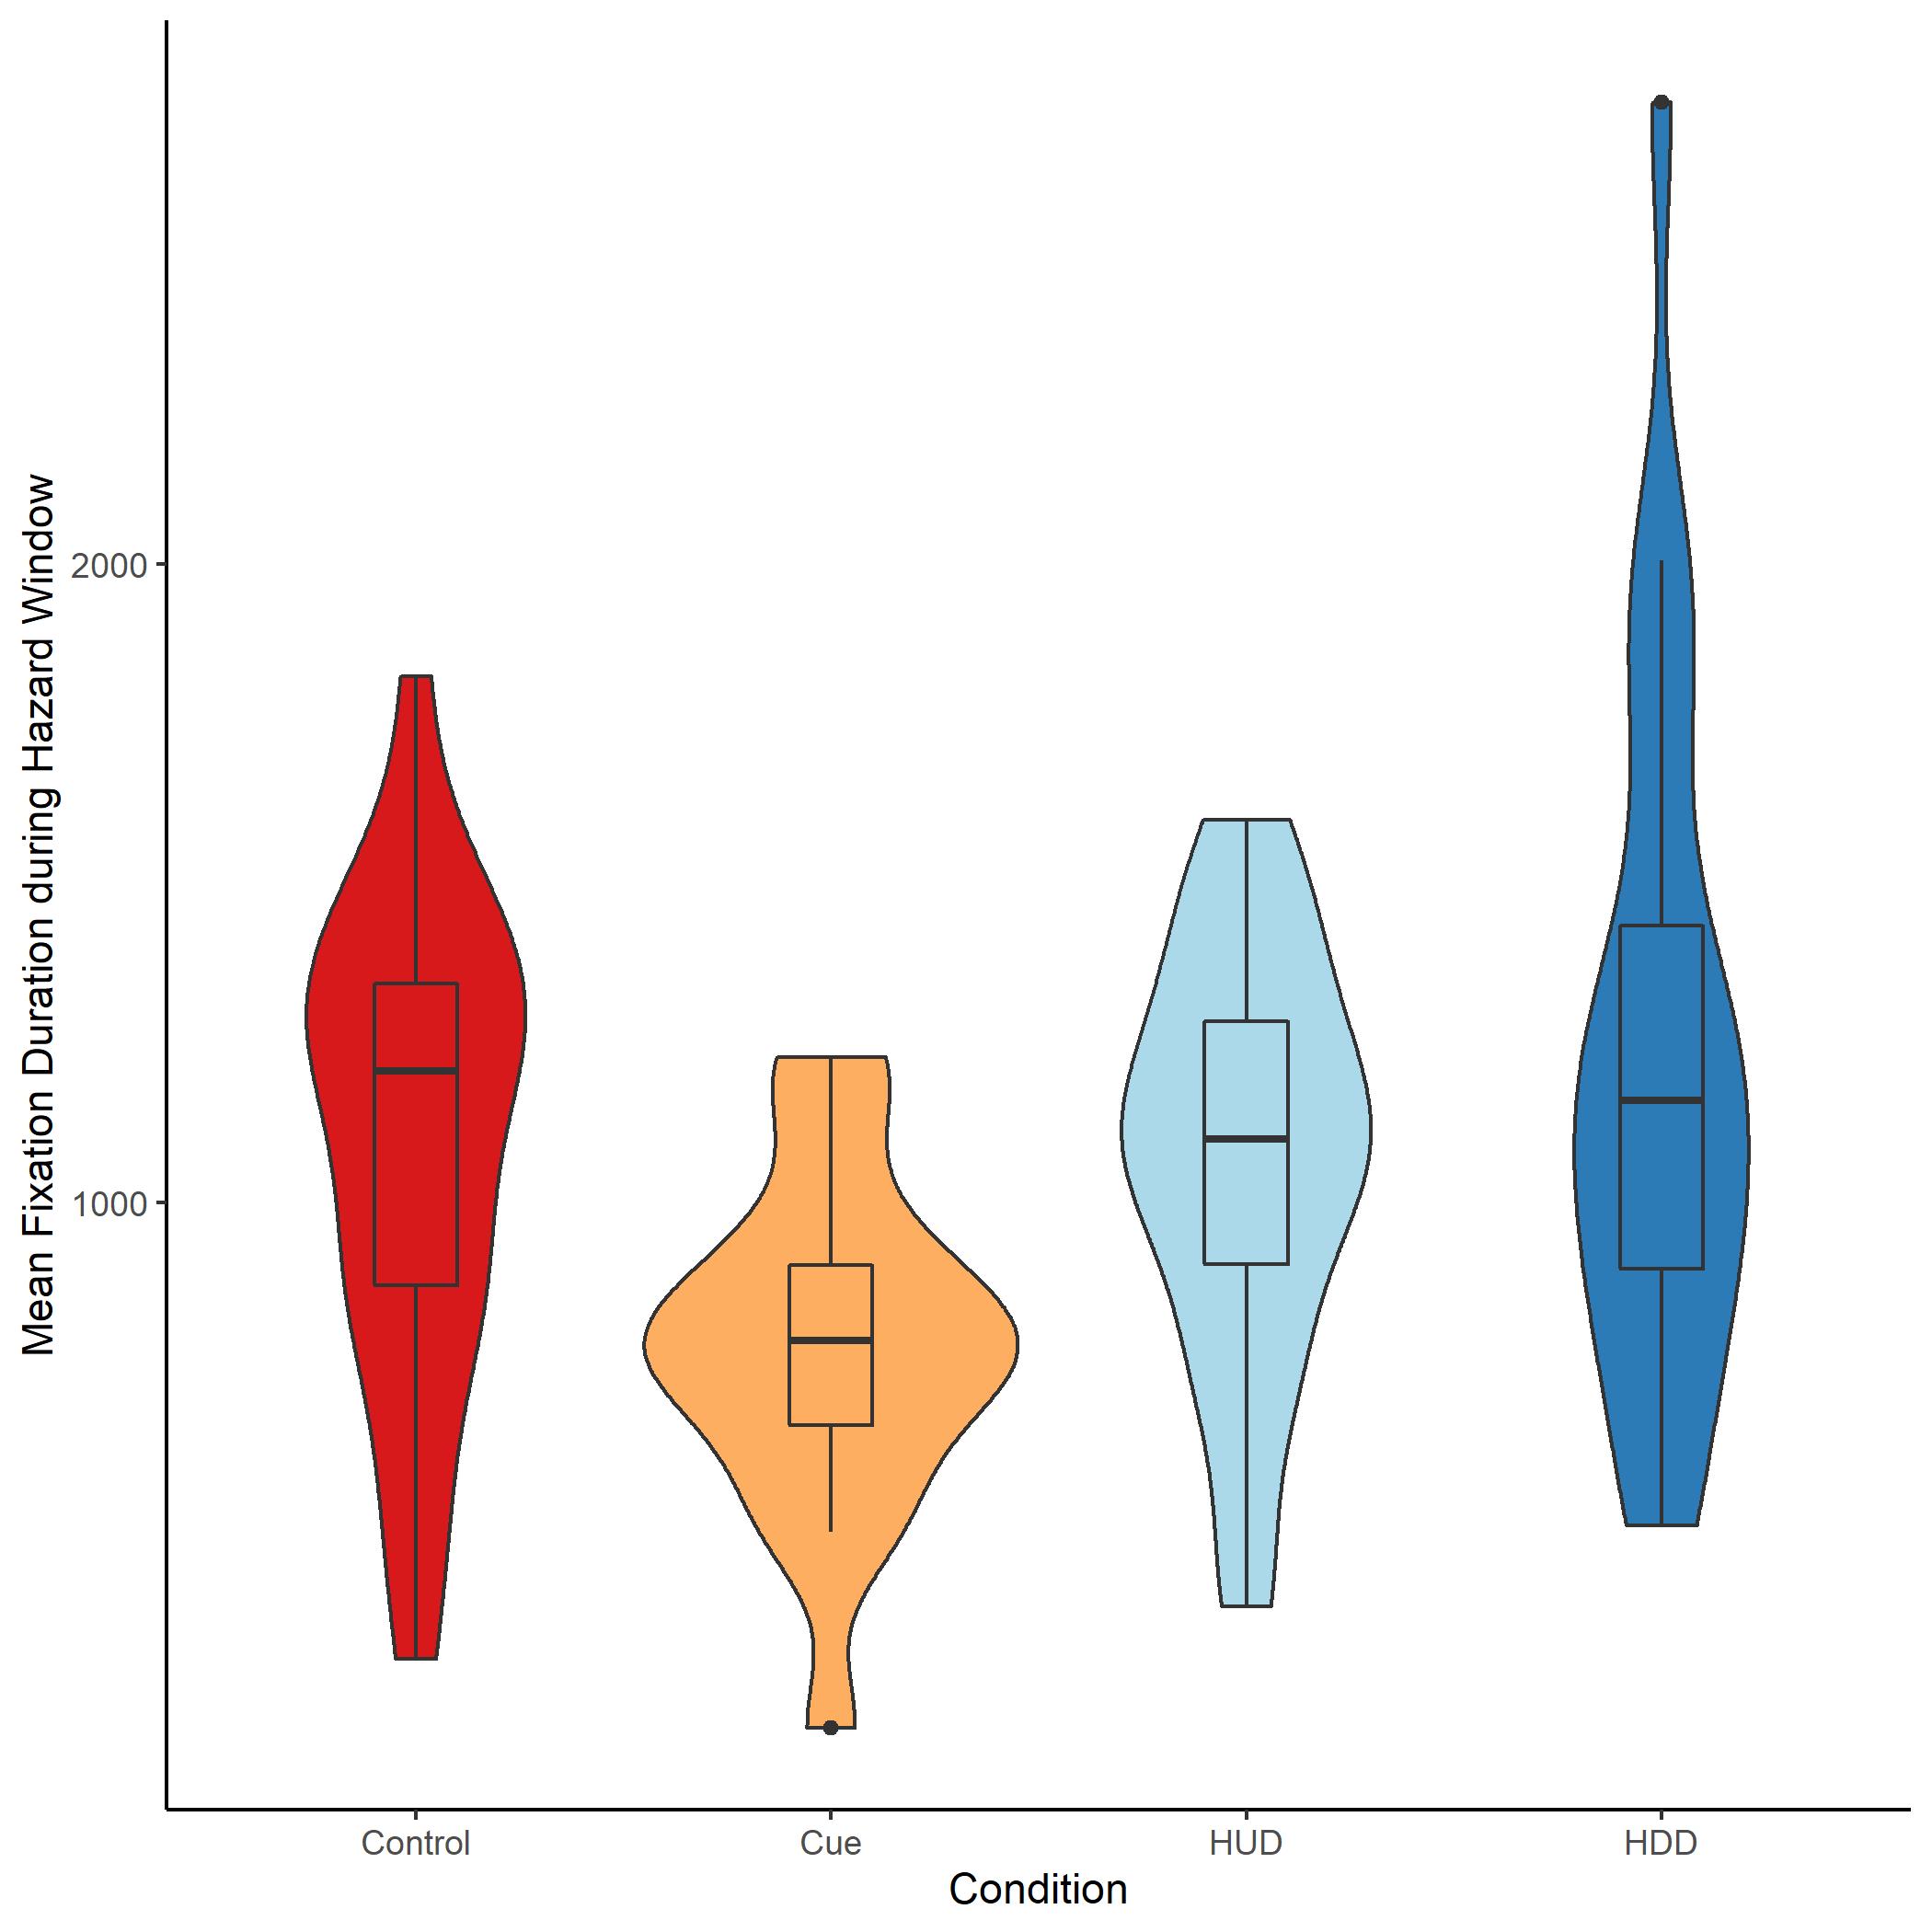 Mean Fixation Duration during Hazard Window
2000
1000
Control Cue HUD HDD
Condition